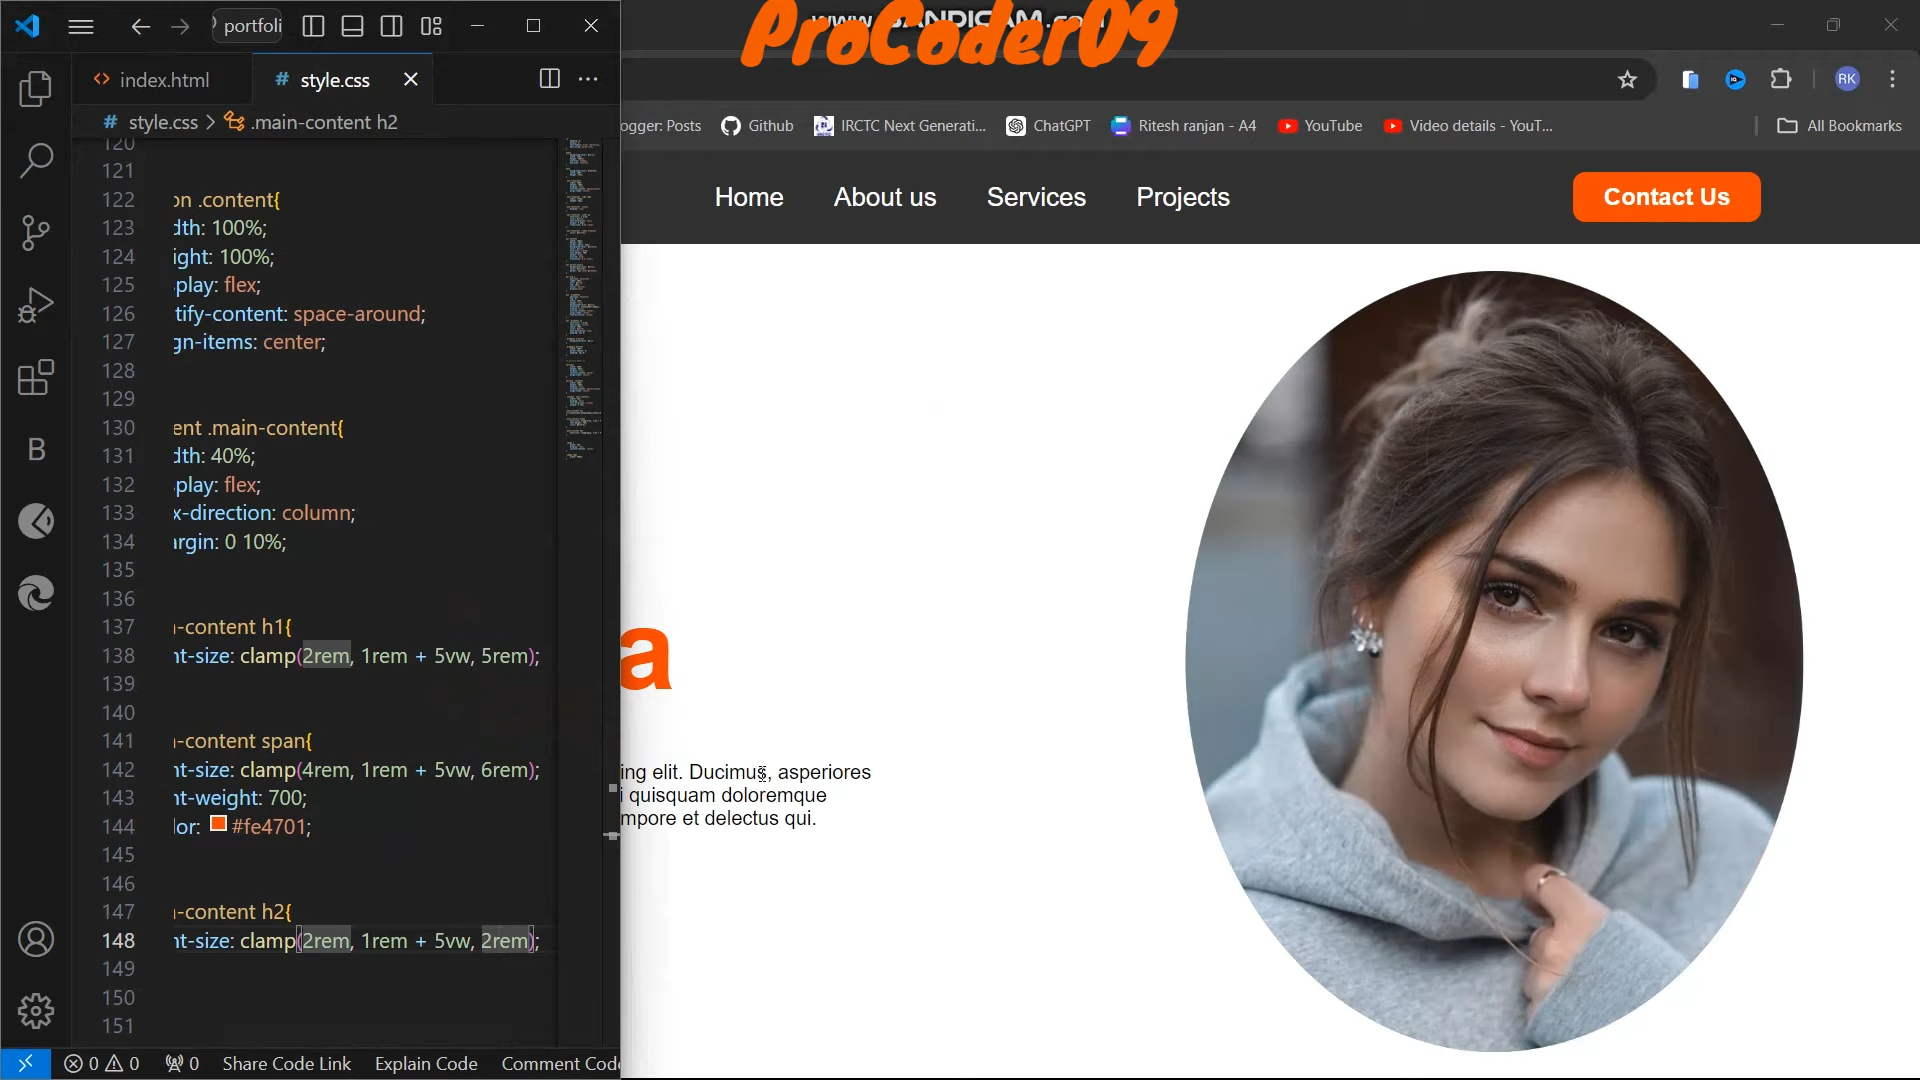 portfoli
www.BANDICAM.com
ProCoder09
index.html
# style.css
# style.css > .main-content h2
ogger: Posts
Github
IRCTC Next Generati...
ChatGPT
Ritesh ranjan - A4
YouTube
Video details - YouT...
All Bookmarks
RK
Home
About us
Services
Projects
Contact Us
120
121
122 on .content{
123 dth: 100%;
124 ight: 100%;
125 play: flex;
126 tify-content: space-around;
127 gn-items: center;
128
129
130 ent .main-content{
131 dth: 40%;
132 play: flex;
133 x-direction: column;
134 argin: 0 10%;
135
136
137 n-content h1{
138 nt-size: clamp(2rem, 1rem + 5vw, 5rem);
139
140
141 n-content span{
142 nt-size: clamp(4rem, 1rem + 5vw, 6rem);
143 nt-weight: 700;
144 lor: #fe4701;
145
146
147 n-content h2{
148 nt-size: clamp(2rem, 1rem + 5vw, 2rem);
149
150
151
a
ing elit. Ducimus, asperiores
i quisquam doloremque
mpore et delectus qui.
B
0 0
0
Share Code Link
Explain Code
Comment Code